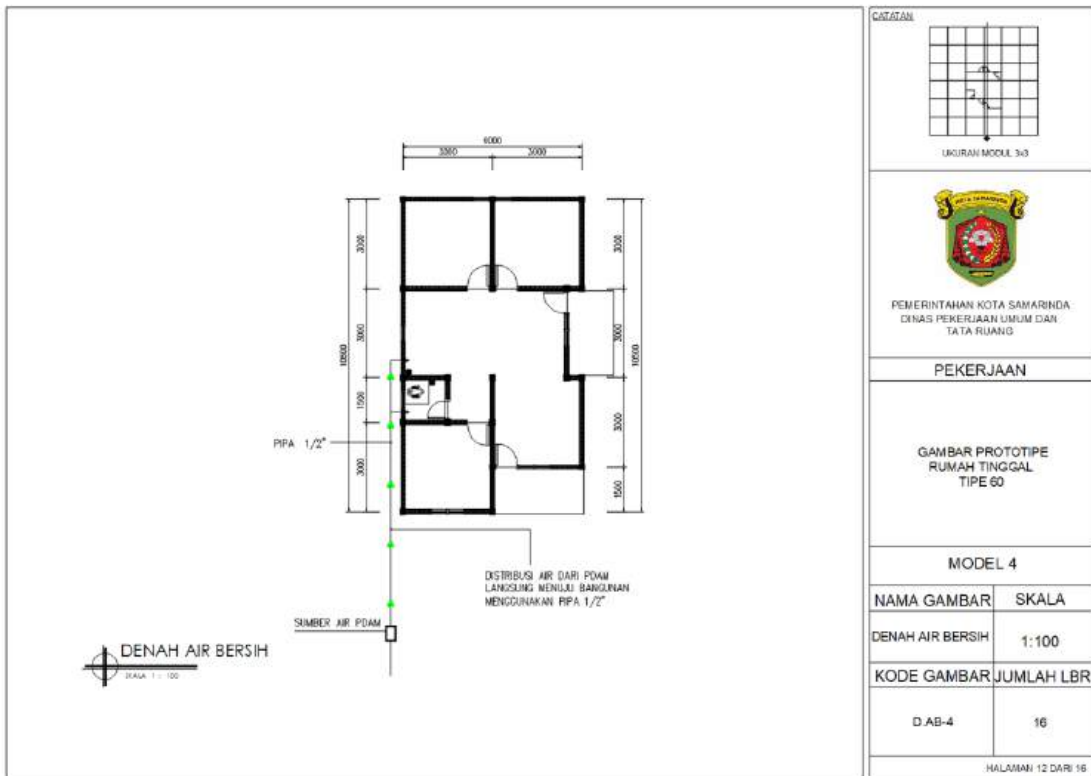 6000
3000 3000
3000
3000
1500
3000
10500
3000
3000
3000
1500
10500
PIPA 1/2"
DISTRIBUSI AIR DARI PDAM
LANGSUNG MENUJU BANGUNAN
MENGGUNAKAN PIPA 1/2"
SUMBER AIR PDAM
DENAH AIR BERSIH
SKALA 1 : 100
CATATAN
UKURAN MODUL 3x3
KOTA SAMARINDA
PEMERINTAHAN KOTA SAMARINDA
DINAS PEKERJAAN UMUM DAN
TATA RUANG
PEKERJAAN
GAMBAR PROTOTIPE
RUMAH TINGGAL
TIPE 60
MODEL 4
NAMA GAMBAR SKALA
DENAH AIR BERSIH 1:100
KODE GAMBAR JUMLAH LBR
D.AB-4 16
HALAMAN 12 DARI 16